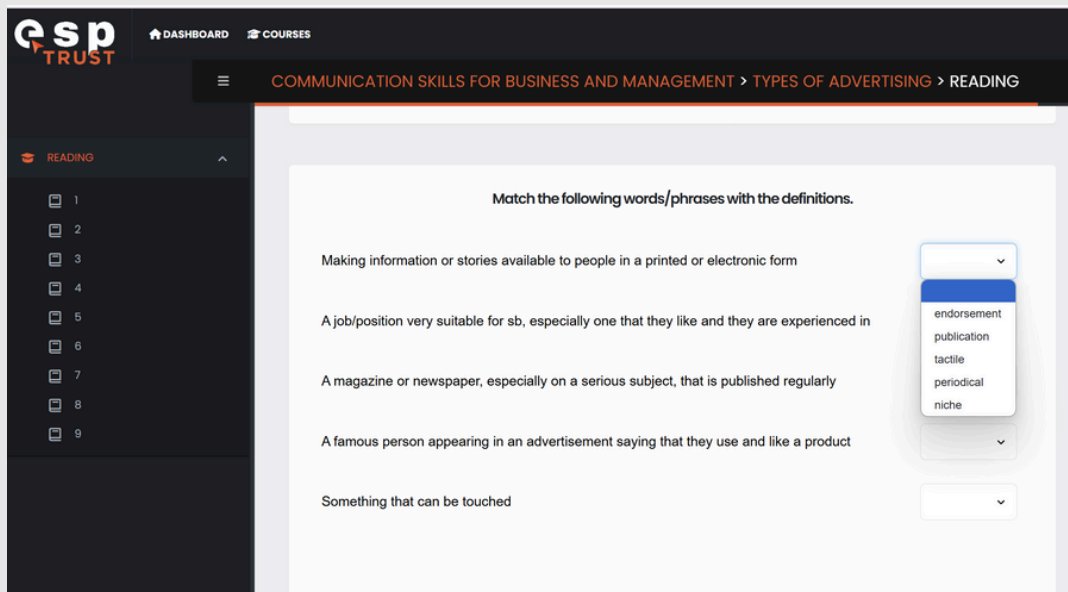 esp
TRUST
DASHBOARD COURSES
COMMUNICATION SKILLS FOR BUSINESS AND MANAGEMENT > TYPES OF ADVERTISING > READING
READING
1
2
3
4
5
6
7
8
9
Match the following words/phrases with the definitions.
Making information or stories available to people in a printed or electronic form
A job/position very suitable for sb, especially one that they like and they are experienced in
A magazine or newspaper, especially on a serious subject, that is published regularly
A famous person appearing in an advertisement saying that they use and like a product
Something that can be touched
endorsement
publication
tactile
periodical
niche